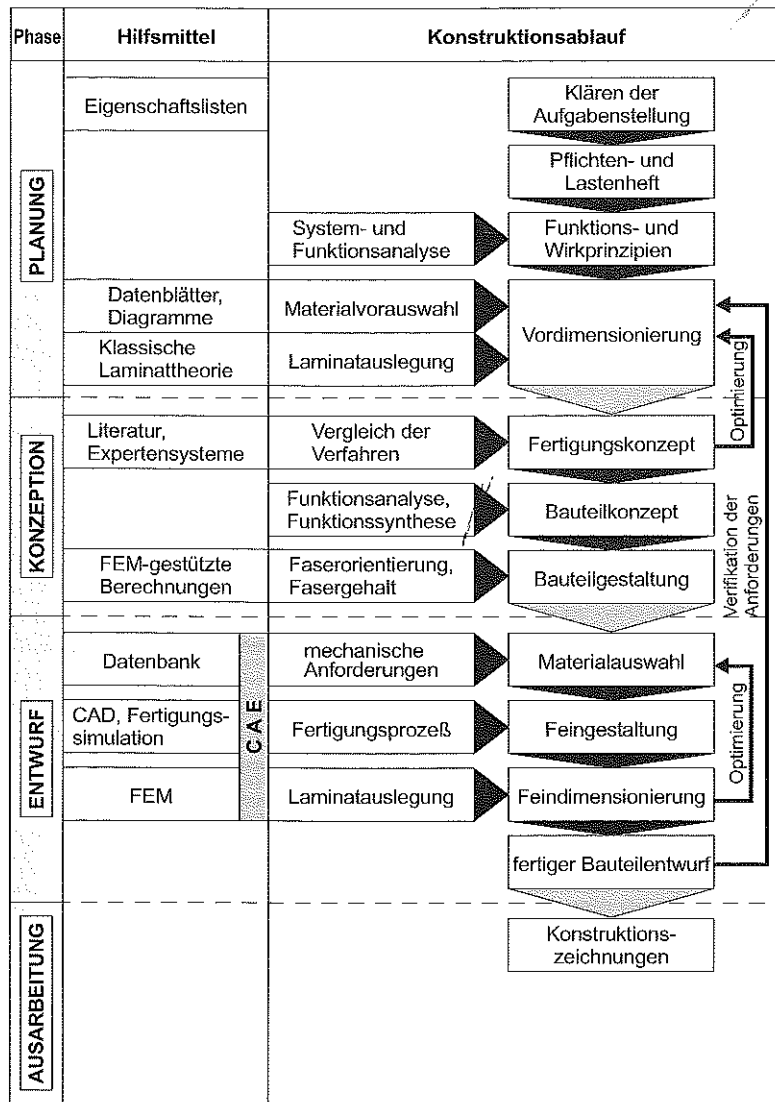 Phase
Hilfsmittel
Konstruktionsablauf
PLANUNG
Eigenschaftslisten
Klären der
Aufgabenstellung
Pflichten- und
Lastenheft
System- und
Funktionsanalyse
Funktions- und
Wirkprinzipien
Datenblätter,
Diagramme
Materialvorauswahl
Vordimensionierung
Klassische
Laminattheorie
Laminatauslegung
Optimierung
KONZEPTION
Literatur,
Expertensysteme
Vergleich der
Verfahren
Fertigungskonzept
Funktionsanalyse,
Funktionssynthese
Bauteilkonzept
FEM-gestützte
Berechnungen
Faserorientierung,
Fasergehalt
Bauteilgestaltung
Verifikation der
Anforderungen
ENTWURF
Datenbank
CAE
mechanische
Anforderungen
Materialauswahl
CAD, Fertigungs-
simulation
Fertigungsprozeß
Feingestaltung
Optimierung
FEM
Laminatauslegung
Feindimensionierung
fertiger Bauteilentwurf
AUSARBEITUNG
Konstruktions-
zeichnungen